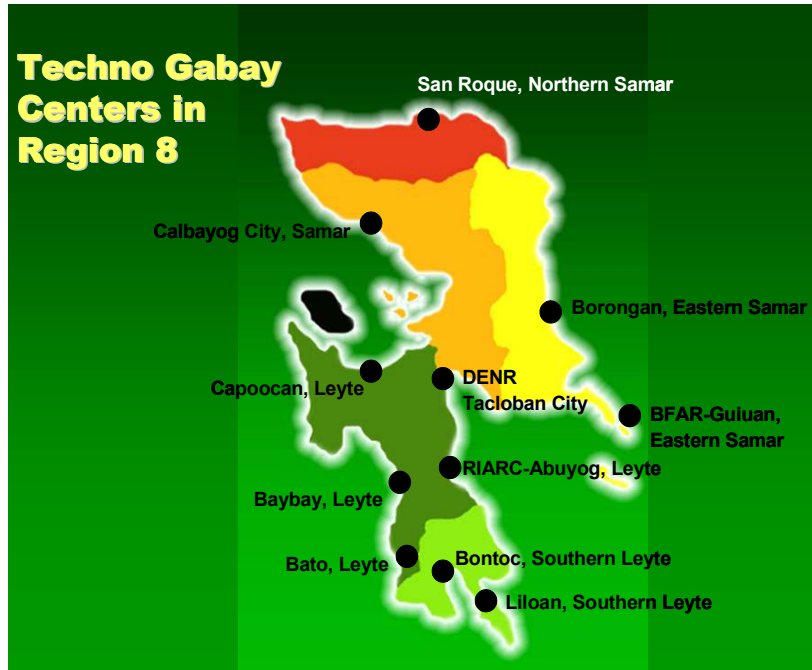 Techno Gabay
Centers in
Region 8
San Roque, Northern Samar
Calbayog City, Samar
Borongan, Eastern Samar
Capoocan, Leyte
DENR
Tacloban City
BFAR-Guiuan,
Eastern Samar
RIARC-Abuyog, Leyte
Baybay, Leyte
Bato, Leyte
Bontoc, Southern Leyte
Liloan, Southern Leyte